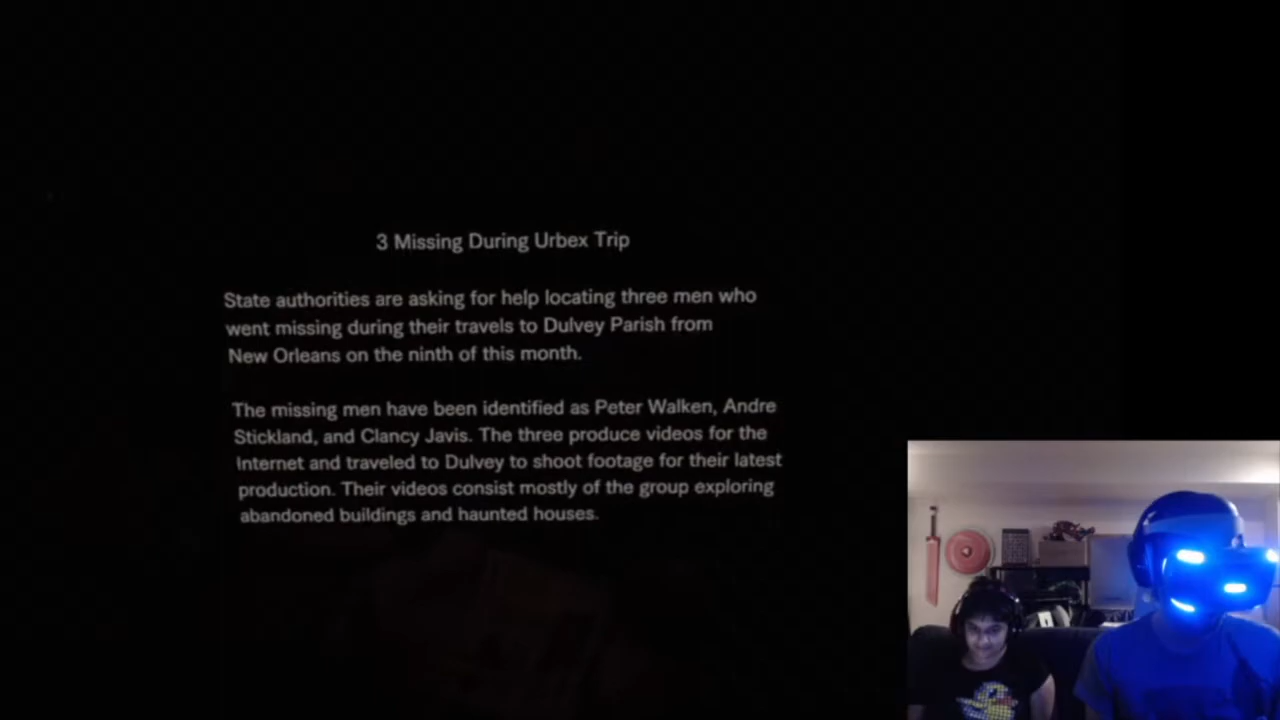 3 Missing During Urbex Trip
State authorities are asking for help locating three men who
went missing during their travels to Dulvey Parish from
New Orleans on the ninth of this month.
The missing men have been identified as Peter Walken, Andre
Stickland, and Clancy Javis. The three produce videos for the
Internet and traveled to Dulvey to shoot footage for their latest
production. Their videos consist mostly of the group exploring
abandoned buildings and haunted houses.